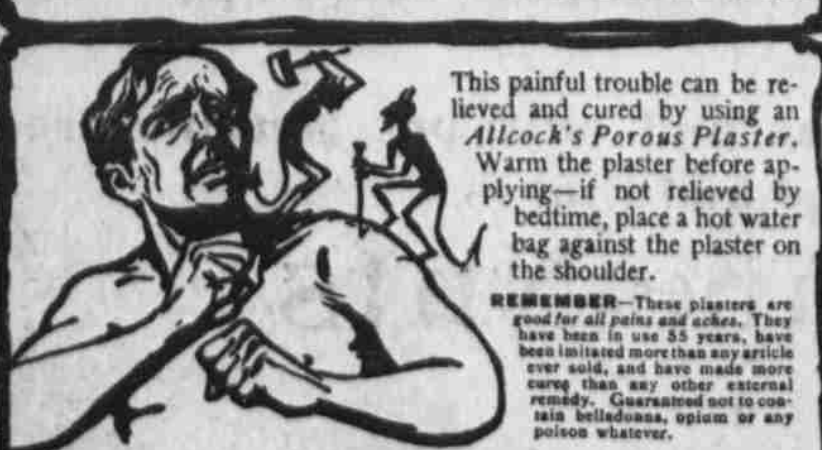 This painful trouble can be re-
lieved and cured by using an
Allcock's Porous Plaster.
Warm the plaster before ap-
plying—if not relieved by
bedtime, place a hot water
bag against the plaster on
the shoulder.
REMEMBER—These plasters are
good for all pains and aches. They
have been in use 55 years, have
been imitated more than any article
ever sold, and have made more
cures than any other external
remedy. Guaranteed not to con-
tain belladonna, opium or any
poison whatever.